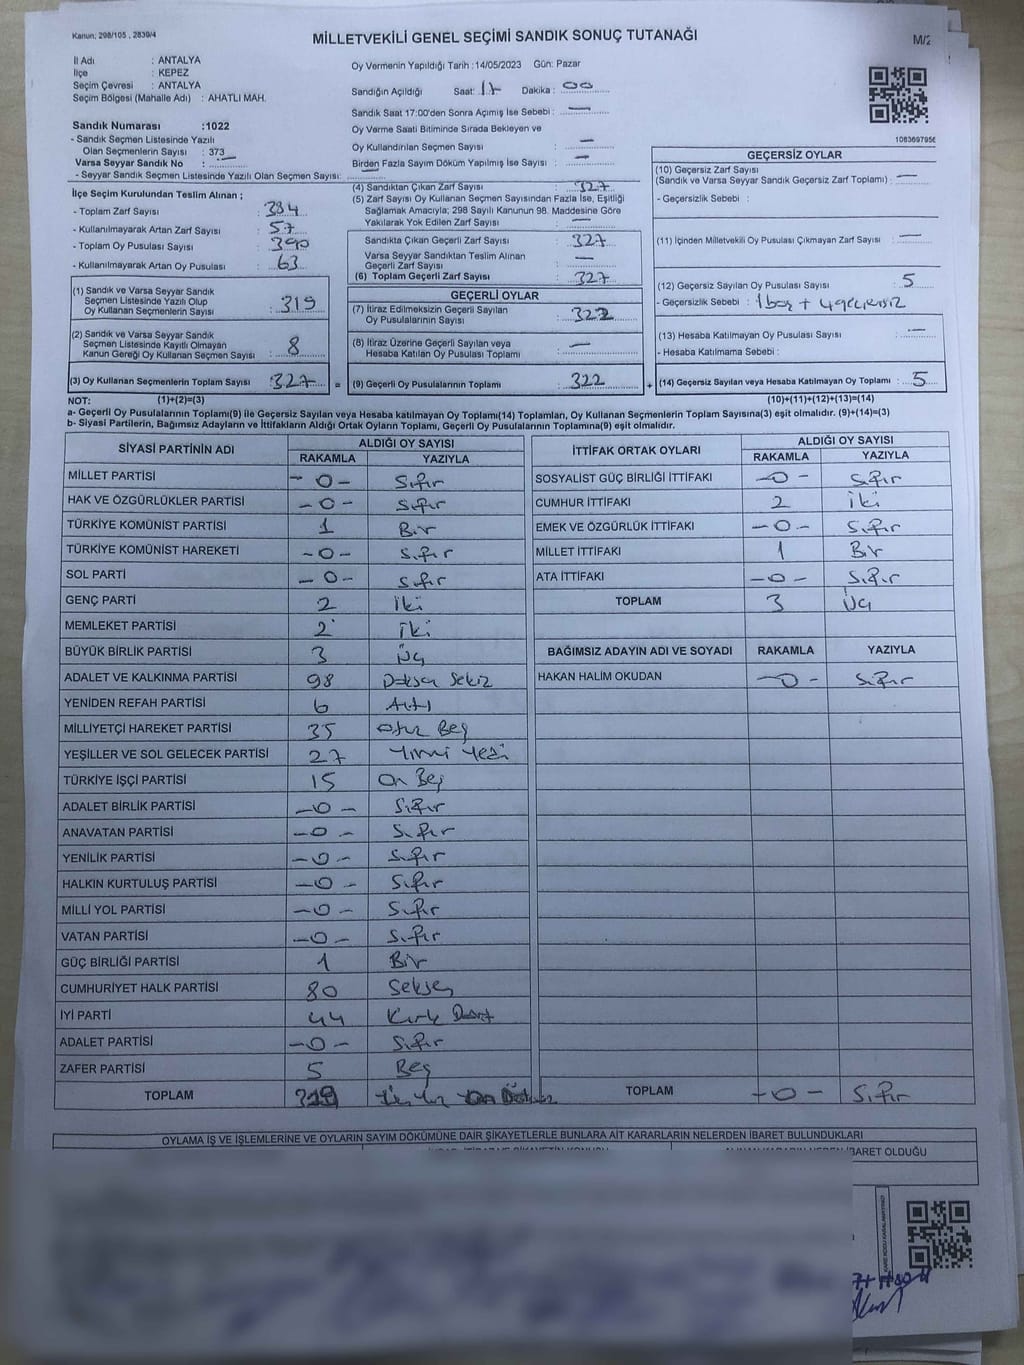 Kanun: 298/105 , 2839/4
MİLLETVEKİLİ GENEL SEÇİMİ SANDIK SONUÇ TUTANAĞI
M/2
İl Adı : ANTALYA
İlçe : KEPEZ
Seçim Çevresi : ANTALYA
Seçim Bölgesi (Mahalle Adı) : AHATLI MAH.
Oy Vermenin Yapıldığı Tarih :14/05/2023 Gün: Pazar
Sandığın Açıldığı Saat: 17 Dakika : 00
Sandık Saat 17:00'den Sonra Açılmış İse Sebebi : —
Oy Verme Saati Bitiminde Sırada Bekleyen ve
Oy Kullandırılan Seçmen Sayısı : —
Birden Fazla Sayım Döküm Yapılmış İse Sayısı : —
Sandık Numarası :1022
- Sandık Seçmen Listesinde Yazılı
Olan Seçmenlerin Sayısı : 373
Varsa Seyyar Sandık No : —
- Seyyar Sandık Seçmen Listesinde Yazılı Olan Seçmen Sayısı:
İlçe Seçim Kurulundan Teslim Alınan ;
- Toplam Zarf Sayısı : 384
- Kullanılmayarak Artan Zarf Sayısı : 57
- Toplam Oy Pusulası Sayısı : 390
- Kullanılmayarak Artan Oy Pusulası : 63
(1) Sandık ve Varsa Seyyar Sandık
Seçmen Listesinde Yazılı Olup
Oy Kullanan Seçmenlerin Sayısı : 319
(2) Sandık ve Varsa Seyyar Sandık
Seçmen Listesinde Kayıtlı Olmayan
Kanun Gereği Oy Kullanan Seçmen Sayısı : 8
(3) Oy Kullanan Seçmenlerin Toplam Sayısı : 327 =
(4) Sandıktan Çıkan Zarf Sayısı : 327
(5) Zarf Sayısı Oy Kullanan Seçmen Sayısından Fazla İse, Eşitliği
Sağlamak Amacıyla; 298 Sayılı Kanunun 98. Maddesine Göre
Yakılarak Yok Edilen Zarf Sayısı : —
Sandıkta Çıkan Geçerli Zarf Sayısı : 327
Varsa Seyyar Sandıktan Teslim Alınan
Geçerli Zarf Sayısı : —
(6) Toplam Geçerli Zarf Sayısı : 327
GEÇERLİ OYLAR
(7) İtiraz Edilmeksizin Geçerli Sayılan
Oy Pusulalarının Sayısı : 322
(8) İtiraz Üzerine Geçerli Sayılan veya
Hesaba Katılan Oy Pusulası Toplamı : —
(9) Geçerli Oy Pusulalarının Toplamı : 322 +
1063697956
GEÇERSİZ OYLAR
(10) Geçersiz Zarf Sayısı
(Sandık ve Varsa Seyyar Sandık Geçersiz Zarf Toplamı) : —
- Geçersizlik Sebebi :
(11) İçinden Milletvekili Oy Pusulası Çıkmayan Zarf Sayısı : —
(12) Geçersiz Sayılan Oy Pusulası Sayısı : 5
- Geçersizlik Sebebi : 1 boş + 4 geçersiz
(13) Hesaba Katılmayan Oy Pusulası Sayısı : —
- Hesaba Katılmama Sebebi :
(14) Geçersiz Sayılan veya Hesaba Katılmayan Oy Toplamı : 5
NOT: (1)+(2)=(3) (10)+(11)+(12)+(13)=(14)
a- Geçerli Oy Pusulalarının Toplamı(9) ile Geçersiz Sayılan veya Hesaba katılmayan Oy Toplamı(14) Toplamları, Oy Kullanan Seçmenlerin Toplam Sayısına(3) eşit olmalıdır. (9)+(14)=(3)
b- Siyasi Partilerin, Bağımsız Adayların ve İttifakların Aldığı Ortak Oyların Toplamı, Geçerli Oy Pusulalarının Toplamına(9) eşit olmalıdır.
SİYASİ PARTİNİN ADI ALDIĞI OY SAYISI
RAKAMLA YAZIYLA
MİLLET PARTİSİ - 0 - Sıfır
HAK VE ÖZGÜRLÜKLER PARTİSİ - 0 - Sıfır
TÜRKİYE KOMÜNİST PARTİSİ 1 Bir
TÜRKİYE KOMÜNİST HAREKETİ - 0 - Sıfır
SOL PARTİ - 0 - Sıfır
GENÇ PARTİ 2 İki
MEMLEKET PARTİSİ 2 İki
BÜYÜK BİRLİK PARTİSİ 3 Üç
ADALET VE KALKINMA PARTİSİ 98 Doksan Sekiz
YENİDEN REFAH PARTİSİ 6 Altı
MİLLİYETÇİ HAREKET PARTİSİ 35 otuz Beş
YEŞİLLER VE SOL GELECEK PARTİSİ 27 Yirmi Yedi
TÜRKİYE İŞÇİ PARTİSİ 15 On Beş
ADALET BİRLİK PARTİSİ - 0 - Sıfır
ANAVATAN PARTİSİ - 0 - Sıfır
YENİLİK PARTİSİ - 0 - Sıfır
HALKIN KURTULUŞ PARTİSİ - 0 - Sıfır
MİLLİ YOL PARTİSİ - 0 - Sıfır
VATAN PARTİSİ - 0 - Sıfır
GÜÇ BİRLİĞİ PARTİSİ 1 Bir
CUMHURİYET HALK PARTİSİ 80 Seksen
İYİ PARTİ 44 Kırk Dört
ADALET PARTİSİ - 0 - Sıfır
ZAFER PARTİSİ 5 Beş
TOPLAM 319
İTTİFAK ORTAK OYLARI ALDIĞI OY SAYISI
RAKAMLA YAZIYLA
SOSYALİST GÜÇ BİRLİĞİ İTTİFAKI - 0 - Sıfır
CUMHUR İTTİFAKI 2 İki
EMEK VE ÖZGÜRLÜK İTTİFAKI - 0 - Sıfır
MİLLET İTTİFAKI 1 Bir
ATA İTTİFAKI - 0 - Sıfır
TOPLAM 3 Üç
BAĞIMSIZ ADAYIN ADI VE SOYADI RAKAMLA YAZIYLA
HAKAN HALİM OKUDAN - 0 - Sıfır
TOPLAM - 0 - Sıfır
OYLAMA İŞ VE İŞLEMLERİNE VE OYLARIN SAYIM DÖKÜMÜNE DAİR ŞİKAYETLERLE BUNLARA AİT KARARLARIN NELERDEN İBARET BULUNDUKLARI
İBARET OLDUĞU